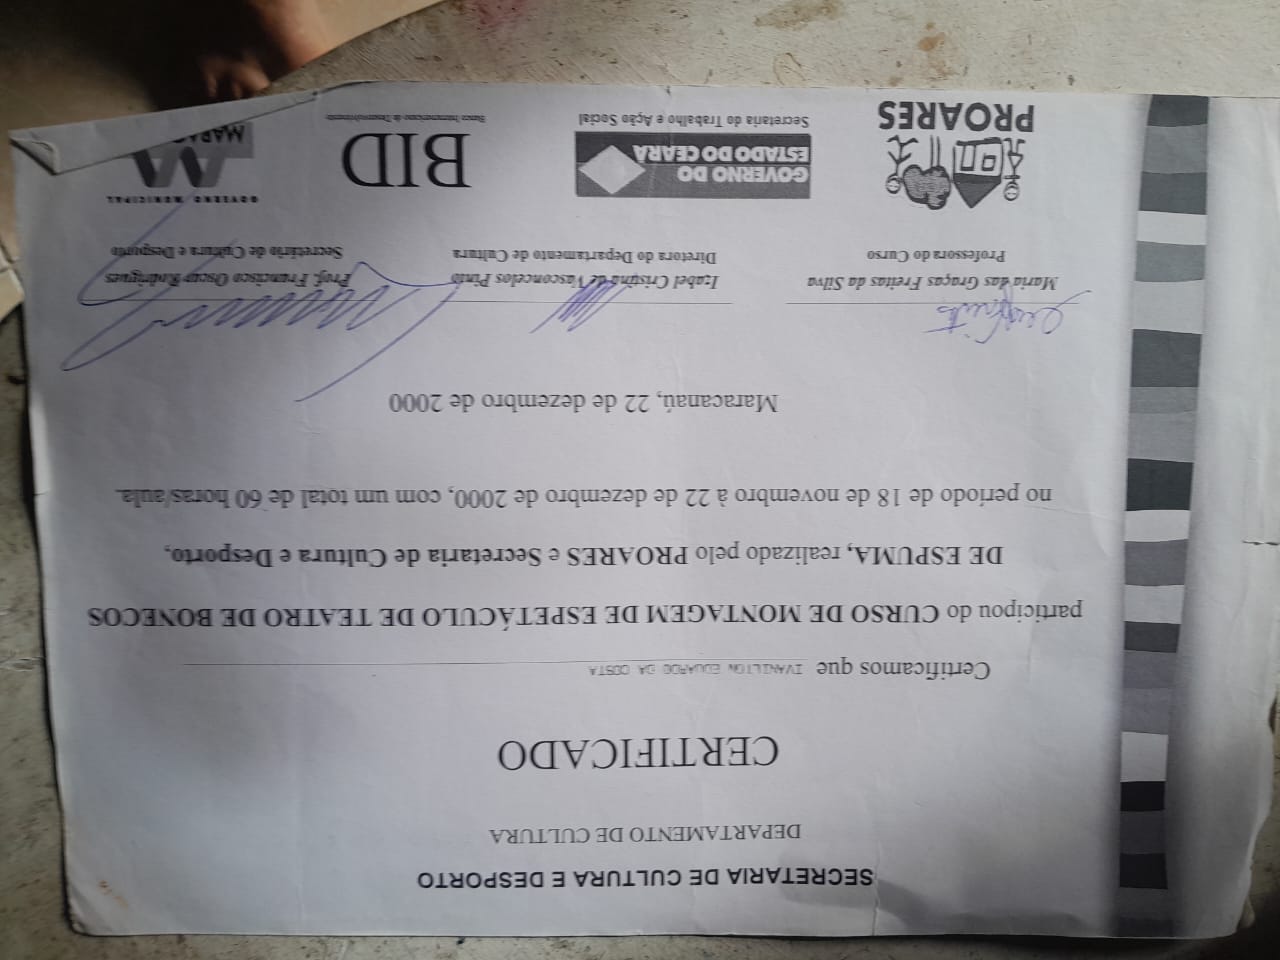 SECRETARIA DE CULTURA E DESPORTO
DEPARTAMENTO DE CULTURA
CERTIFICADO
Certificamos que IVANILTON EDUARDO DA COSTA
participou do CURSO DE MONTAGEM DE ESPETÁCULO DE TEATRO DE BONECOS
DE ESPUMA, realizado pelo PROARES e Secretaria de Cultura e Desporto,
no período de 18 de novembro à 22 de dezembro de 2000, com um total de 60 horas/aula.
Maracanaú, 22 de dezembro de 2000
Maria das Graças Freitas da Silva
Professora do Curso
Izabel Cristina de Vasconcelos Pinto
Diretora do Departamento de Cultura
Prof. Francisco Oscar Rodrigues
Secretário de Cultura e Desporto
PROARES
GOVERNO DO
ESTADO DO CEARÁ
Secretaria do Trabalho e Ação Social
BID
Banco Interamericano de Desenvolvimento
GOVERNO MUNICIPAL